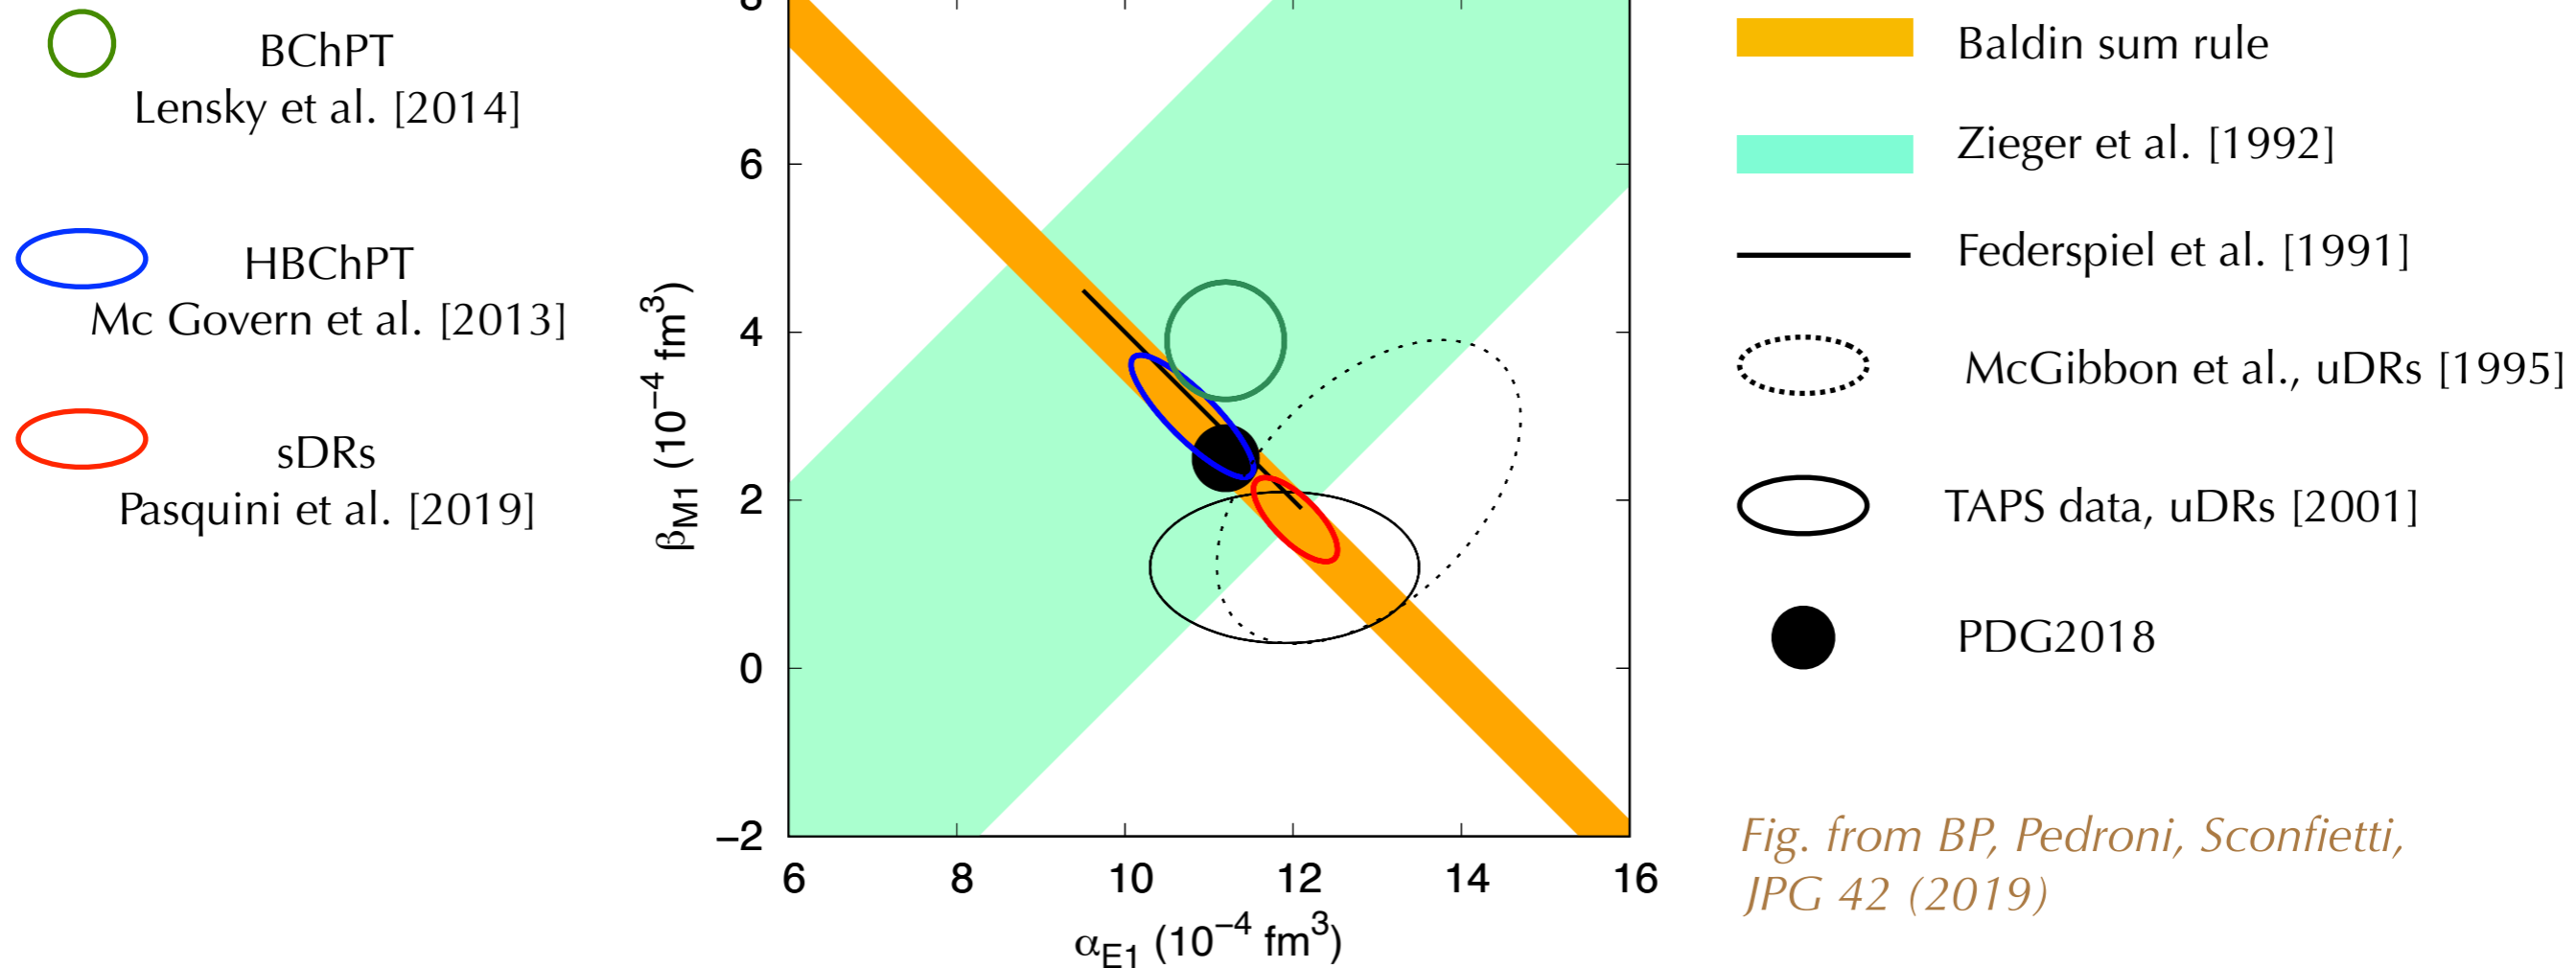 BChPT
Lensky et al. [2014]
HBChPT
Mc Govern et al. [2013]
sDRs
Pasquini et al. [2019]
8
6
4
2
0
−2
β_M1 (10^−4 fm^3)
6 8 10 12 14 16
α_E1 (10^−4 fm^3)
Baldin sum rule
Zieger et al. [1992]
Federspiel et al. [1991]
McGibbon et al., uDRs [1995]
TAPS data, uDRs [2001]
PDG2018
Fig. from BP, Pedroni, Sconfietti,
JPG 42 (2019)